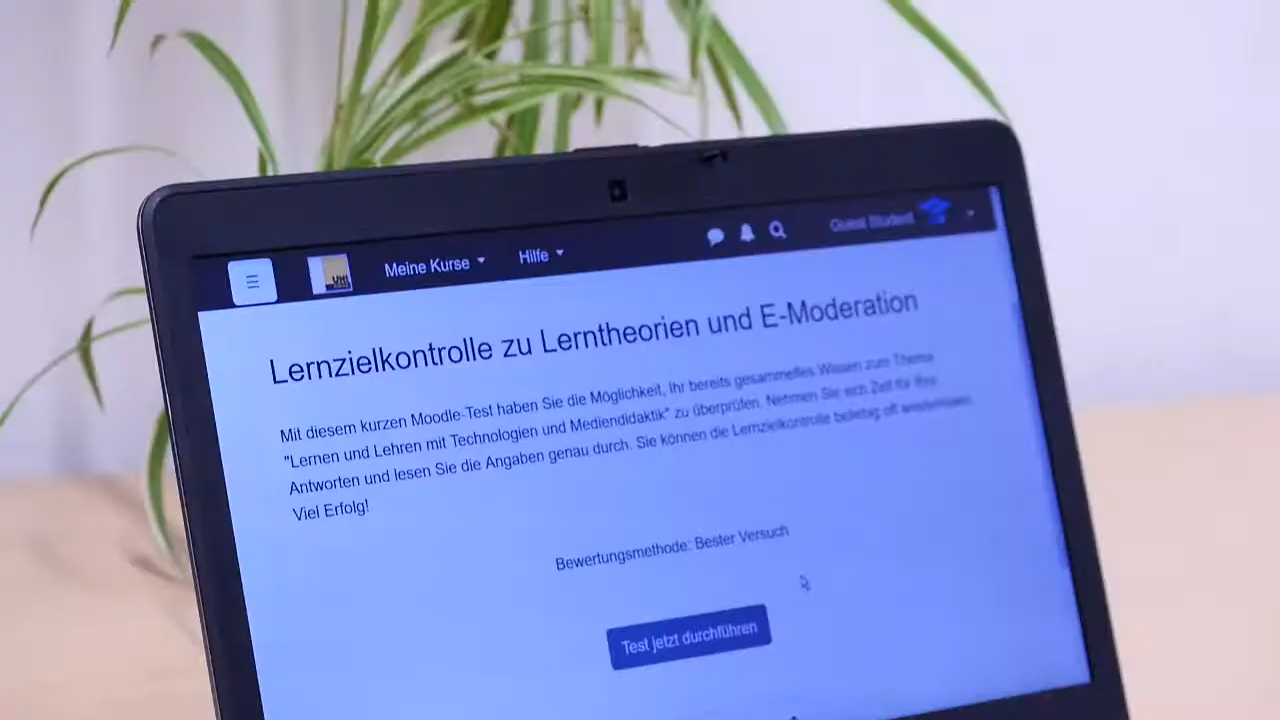 UNI
Meine Kurse
Hilfe
Guest Student
Lernzielkontrolle zu Lerntheorien und E-Moderation
Mit diesem kurzen Moodle-Test haben Sie die Möglichkeit, Ihr bereits gesammeltes Wissen zum Thema
"Lernen und Lehren mit Technologien und Mediendidaktik" zu überprüfen. Nehmen Sie sich Zeit für Ihre
Antworten und lesen Sie die Angaben genau durch. Sie können die Lernzielkontrolle beliebig oft wiederholen.
Viel Erfolg!
Bewertungsmethode: Bester Versuch
Test jetzt durchführen